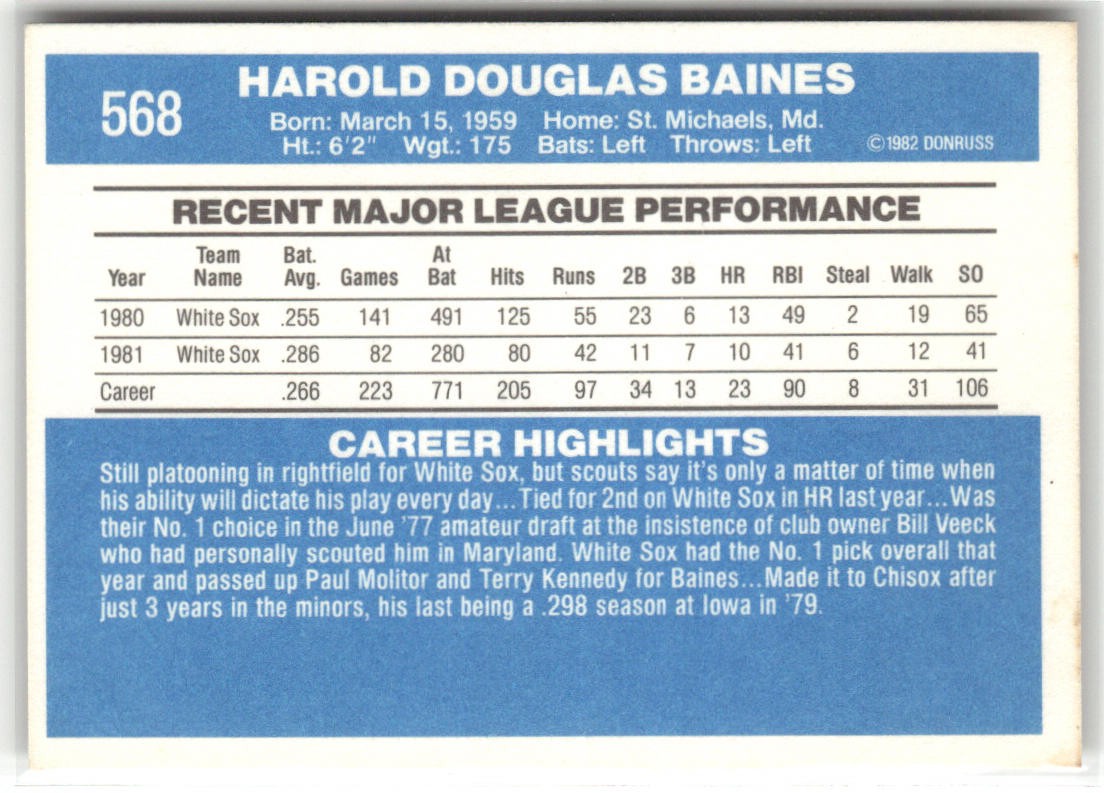 568
HAROLD DOUGLAS BAINES
Born: March 15, 1959 Home: St. Michaels, Md.
Ht.: 6'2" Wgt.: 175 Bats: Left Throws: Left
©1982 DONRUSS
RECENT MAJOR LEAGUE PERFORMANCE
Year Team Name Bat. Avg. Games At Bat Hits Runs 2B 3B HR RBI Steal Walk SO
1980 White Sox .255 141 491 125 55 23 6 13 49 2 19 65
1981 White Sox .286 82 280 80 42 11 7 10 41 6 12 41
Career .266 223 771 205 97 34 13 23 90 8 31 106
CAREER HIGHLIGHTS
Still platooning in rightfield for White Sox, but scouts say it's only a matter of time when
his ability will dictate his play every day...Tied for 2nd on White Sox in HR last year...Was
their No. 1 choice in the June '77 amateur draft at the insistence of club owner Bill Veeck
who had personally scouted him in Maryland. White Sox had the No. 1 pick overall that
year and passed up Paul Molitor and Terry Kennedy for Baines...Made it to Chisox after
just 3 years in the minors, his last being a .298 season at Iowa in '79.